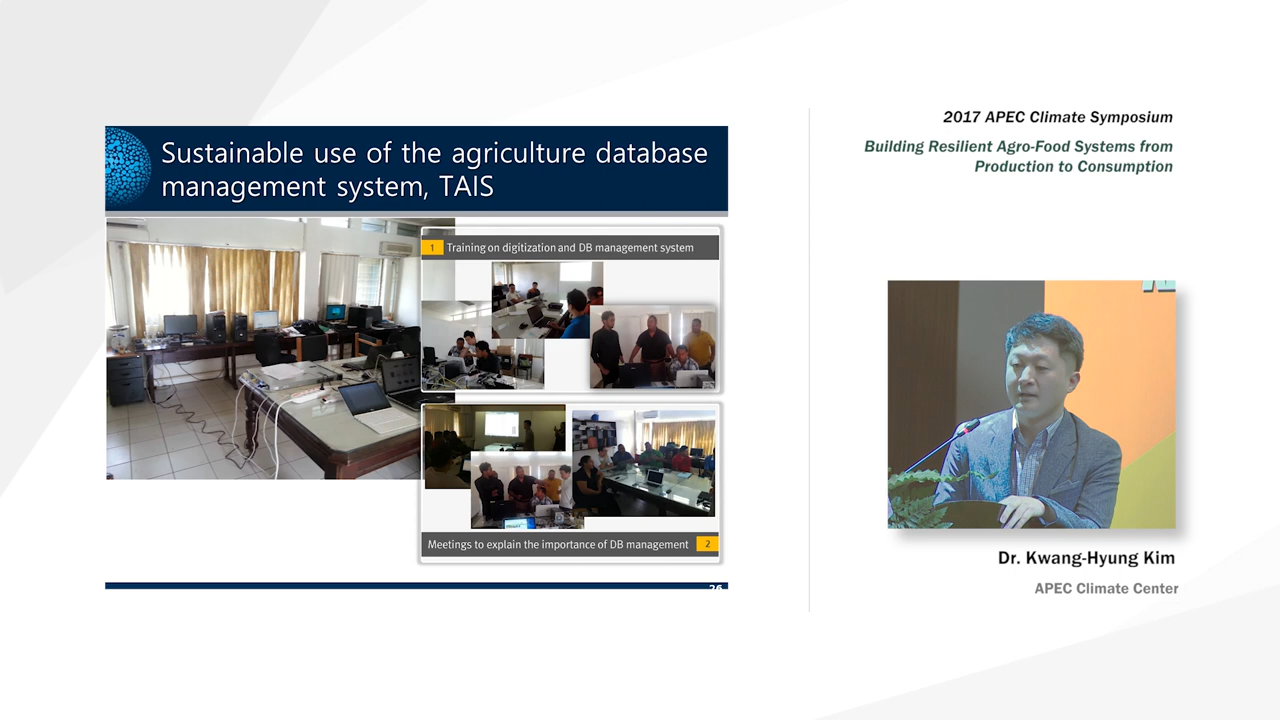 Sustainable use of the agriculture database
management system, TAIS
1 Training on digitization and DB management system
Meetings to explain the importance of DB management 2
26
2017 APEC Climate Symposium
Building Resilient Agro-Food Systems from
Production to Consumption
Dr. Kwang-Hyung Kim
APEC Climate Center